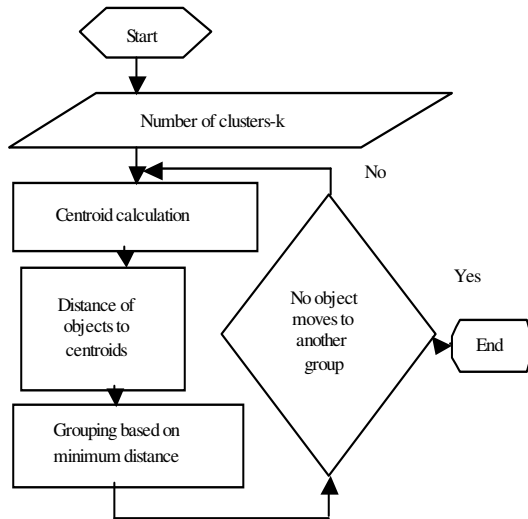 Start
Number of clusters-k
No
Centroid calculation
Yes
Distance of
objects to
centroids
No object
moves to
another
group
End
Grouping based on
minimum distance